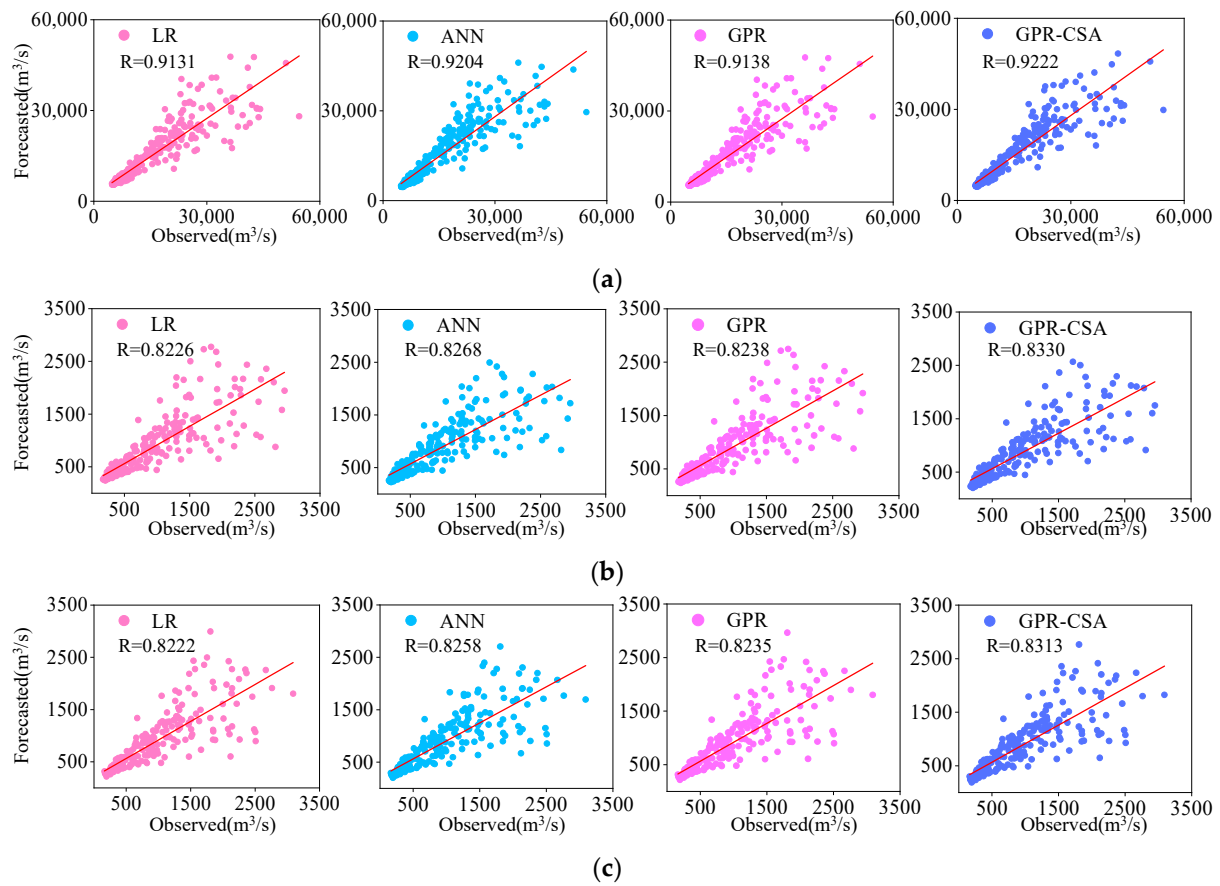 60,000
30,000
0
Forecasted(m³/s)
LR
R=0.9131
0 30,000 60,000
Observed(m³/s)
60,000
30,000
0
ANN
R=0.9204
0 30,000 60,000
Observed(m³/s)
60,000
30,000
0
GPR
R=0.9138
0 30,000 60,000
Observed(m³/s)
60,000
30,000
0
GPR-CSA
R=0.9222
0 30,000 60,000
Observed(m³/s)
(a)
3500
2500
1500
500
Forecasted(m³/s)
LR
R=0.8226
500 1500 2500 3500
Observed(m³/s)
3500
2500
1500
500
ANN
R=0.8268
500 1500 2500 3500
Observed(m³/s)
3500
2500
1500
500
GPR
R=0.8238
500 1500 2500 3500
Observed(m³/s)
3500
2500
1500
500
GPR-CSA
R=0.8330
500 1500 2500 3500
Observed(m³/s)
(b)
3500
2500
1500
500
Forecasted(m³/s)
LR
R=0.8222
500 1500 2500 3500
Observed(m³/s)
3500
2500
1500
500
ANN
R=0.8258
500 1500 2500 3500
Observed(m³/s)
3500
2500
1500
500
GPR
R=0.8235
500 1500 2500 3500
Observed(m³/s)
3500
2500
1500
500
GPR-CSA
R=0.8313
500 1500 2500 3500
Observed(m³/s)
(c)